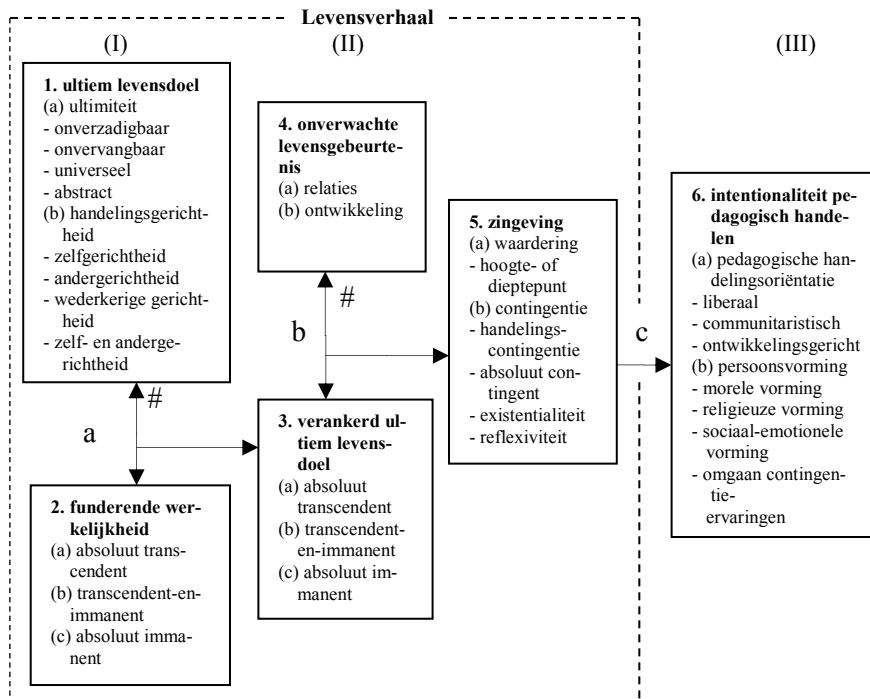 Levensverhaal
(I)
(II)
(III)
1. ultiem levensdoel
(a) ultimiteit
- onverzadigbaar
- onvervangbaar
- universeel
- abstract
(b) handelingsgericht-
heid
- zelfgerichtheid
- andergerichtheid
- wederkerige gericht-
heid
- zelf- en anderge-
richtheid
#
a
2. funderende wer-
kelijkheid
(a) absoluut trans-
cendent
(b) transcendent-en-
immanent
(c) absoluut imma-
nent
4. onverwachte
levensgebeurte-
nis
(a) relaties
(b) ontwikkeling
#
b
3. verankerd ul-
tiem levens-
doel
(a) absoluut
transcendent
(b) transcendent-
en-immanent
(c) absoluut im-
manent
5. zingeving
(a) waardering
- hoogte- of
dieptepunt
(b) contingentie
- handelings-
contingentie
- absoluut con-
tingent
- existentialiteit
- reflexiviteit
c
6. intentionaliteit pe-
dagogisch hande-
len
(a) pedagogische han-
delingsoriëntatie
- liberaal
- communitaristisch
- ontwikkelingsgericht
(b) persoonsvorming
- morele vorming
- religieuze vorming
- sociaal-emotionele
vorming
- omgaan contingen-
tie-
ervaringen